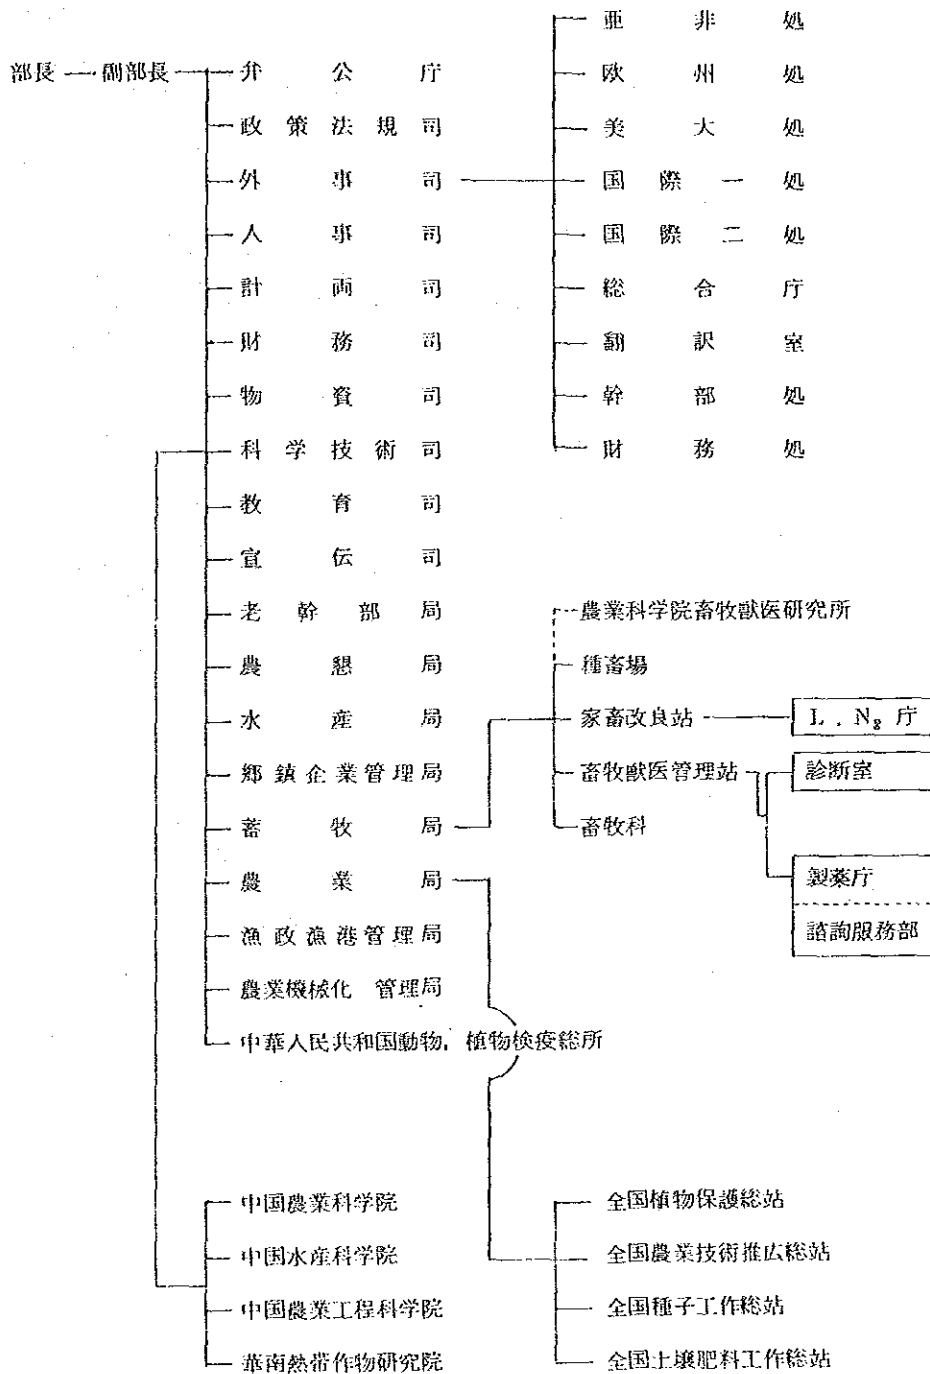 部長 副部長 弁公庁
政策法規司
外事司
人事司
計画司
財務司
物資司
科学技術司
教育司
宣伝司
老幹部局
農懇局
水産局
郷鎮企業管理局
畜牧局
農業局
漁政漁港管理局
農業機械化 管理局
中華人民共和国動物，植物検疫総所
亜非処
欧州処
美大処
国際一処
国際二処
総合庁
翻訳室
幹部処
財務処
農業科学院畜牧獣医研究所
種畜場
家畜改良站
畜牧獣医管理站
畜牧科
L．N₂庁
診断室
製薬庁
諮詢服務部
中国農業科学院
中国水産科学院
中国農業工程科学院
華南熱帯作物研究院
全国植物保護総站
全国農業技術推広総站
全国種子工作総站
全国土壌肥料工作総站